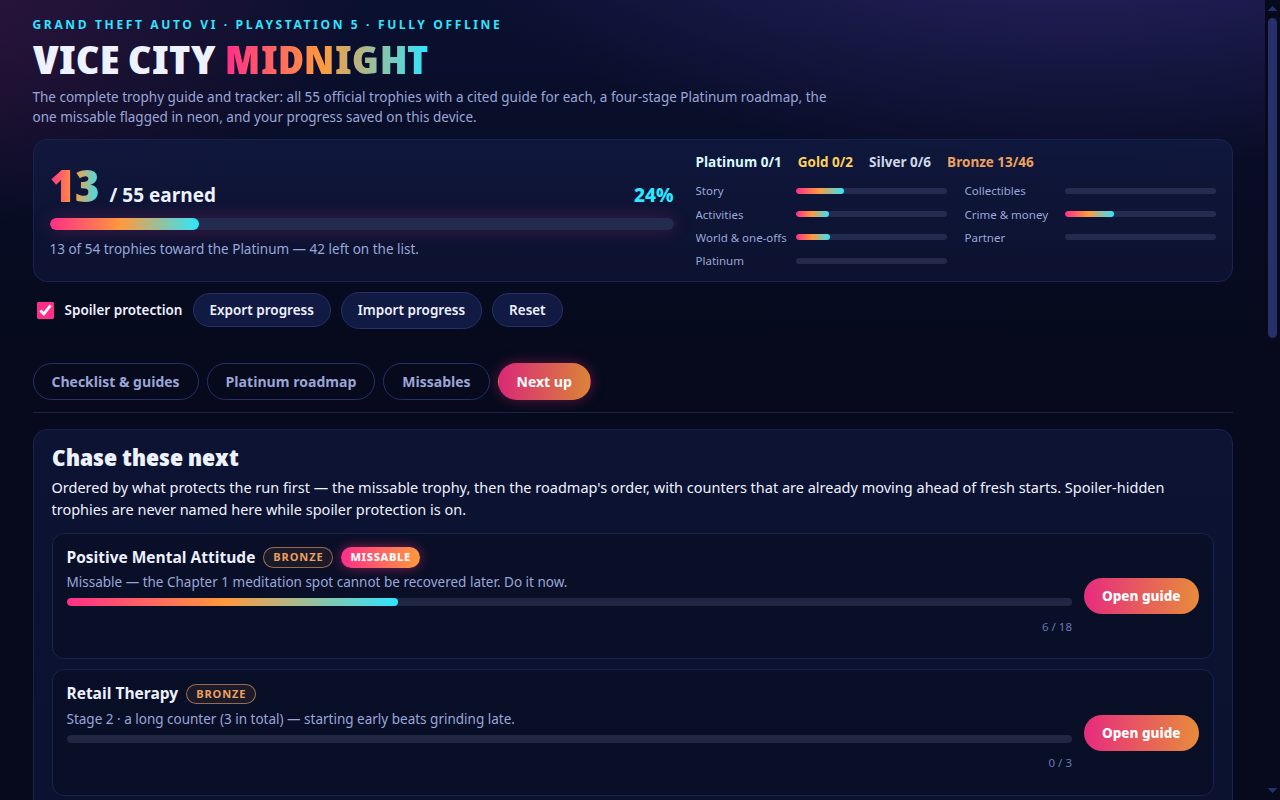 GRAND THEFT AUTO VI · PLAYSTATION 5 · FULLY OFFLINE
VICE CITY MIDNIGHT
The complete trophy guide and tracker: all 55 official trophies with a cited guide for each, a four-stage Platinum roadmap, the
one missable flagged in neon, and your progress saved on this device.
13 / 55 earned
24%
13 of 54 trophies toward the Platinum — 42 left on the list.
Platinum 0/1 Gold 0/2 Silver 0/6 Bronze 13/46
Story
Collectibles
Activities
Crime & money
World & one-offs
Partner
Platinum
Spoiler protection
Export progress
Import progress
Reset
Checklist & guides
Platinum roadmap
Missables
Next up
Chase these next
Ordered by what protects the run first — the missable trophy, then the roadmap's order, with counters that are already moving ahead of fresh starts. Spoiler-hidden
trophies are never named here while spoiler protection is on.
Positive Mental Attitude BRONZE MISSABLE
Missable — the Chapter 1 meditation spot cannot be recovered later. Do it now.
6 / 18
Open guide
Retail Therapy BRONZE
Stage 2 · a long counter (3 in total) — starting early beats grinding late.
0 / 3
Open guide